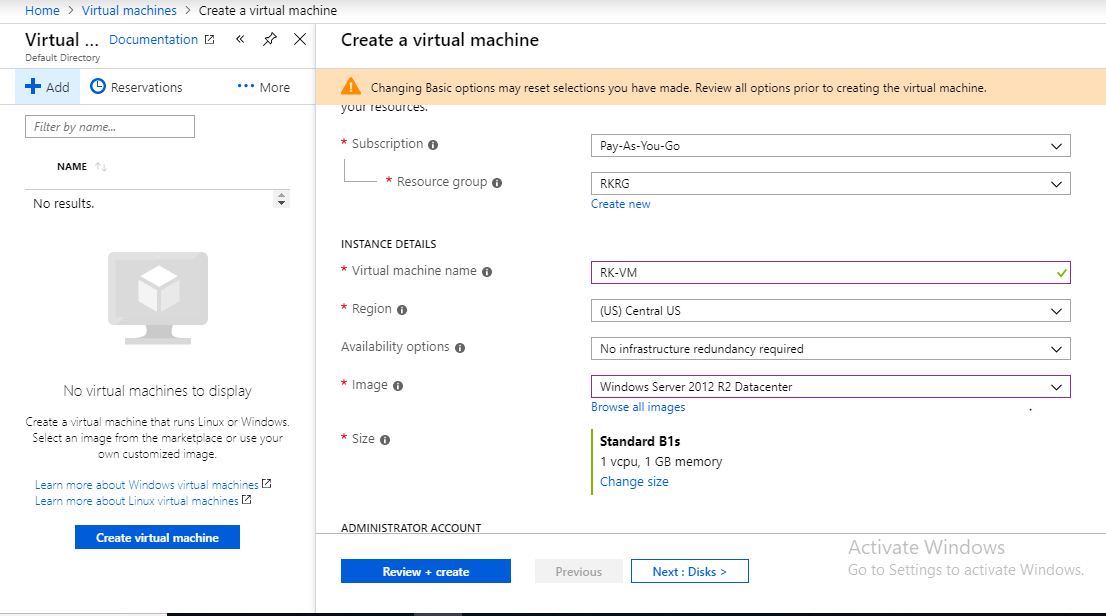 Home > Virtual machines > Create a virtual machine
Virtual ... Documentation
Default Directory
Add Reservations ... More
Filter by name...
NAME
No results.
No virtual machines to display
Create a virtual machine that runs Linux or Windows.
Select an image from the marketplace or use your
own customized image.
Learn more about Windows virtual machines
Learn more about Linux virtual machines
Create virtual machine
Create a virtual machine
Changing Basic options may reset selections you have made. Review all options prior to creating the virtual machine.
your resources.
* Subscription
Pay-As-You-Go
* Resource group
RKRG
Create new
INSTANCE DETAILS
* Virtual machine name
RK-VM
* Region
(US) Central US
Availability options
No infrastructure redundancy required
* Image
Windows Server 2012 R2 Datacenter
Browse all images
* Size
Standard B1s
1 vcpu, 1 GB memory
Change size
ADMINISTRATOR ACCOUNT
Review + create Previous Next : Disks >
Activate Windows
Go to Settings to activate Windows.